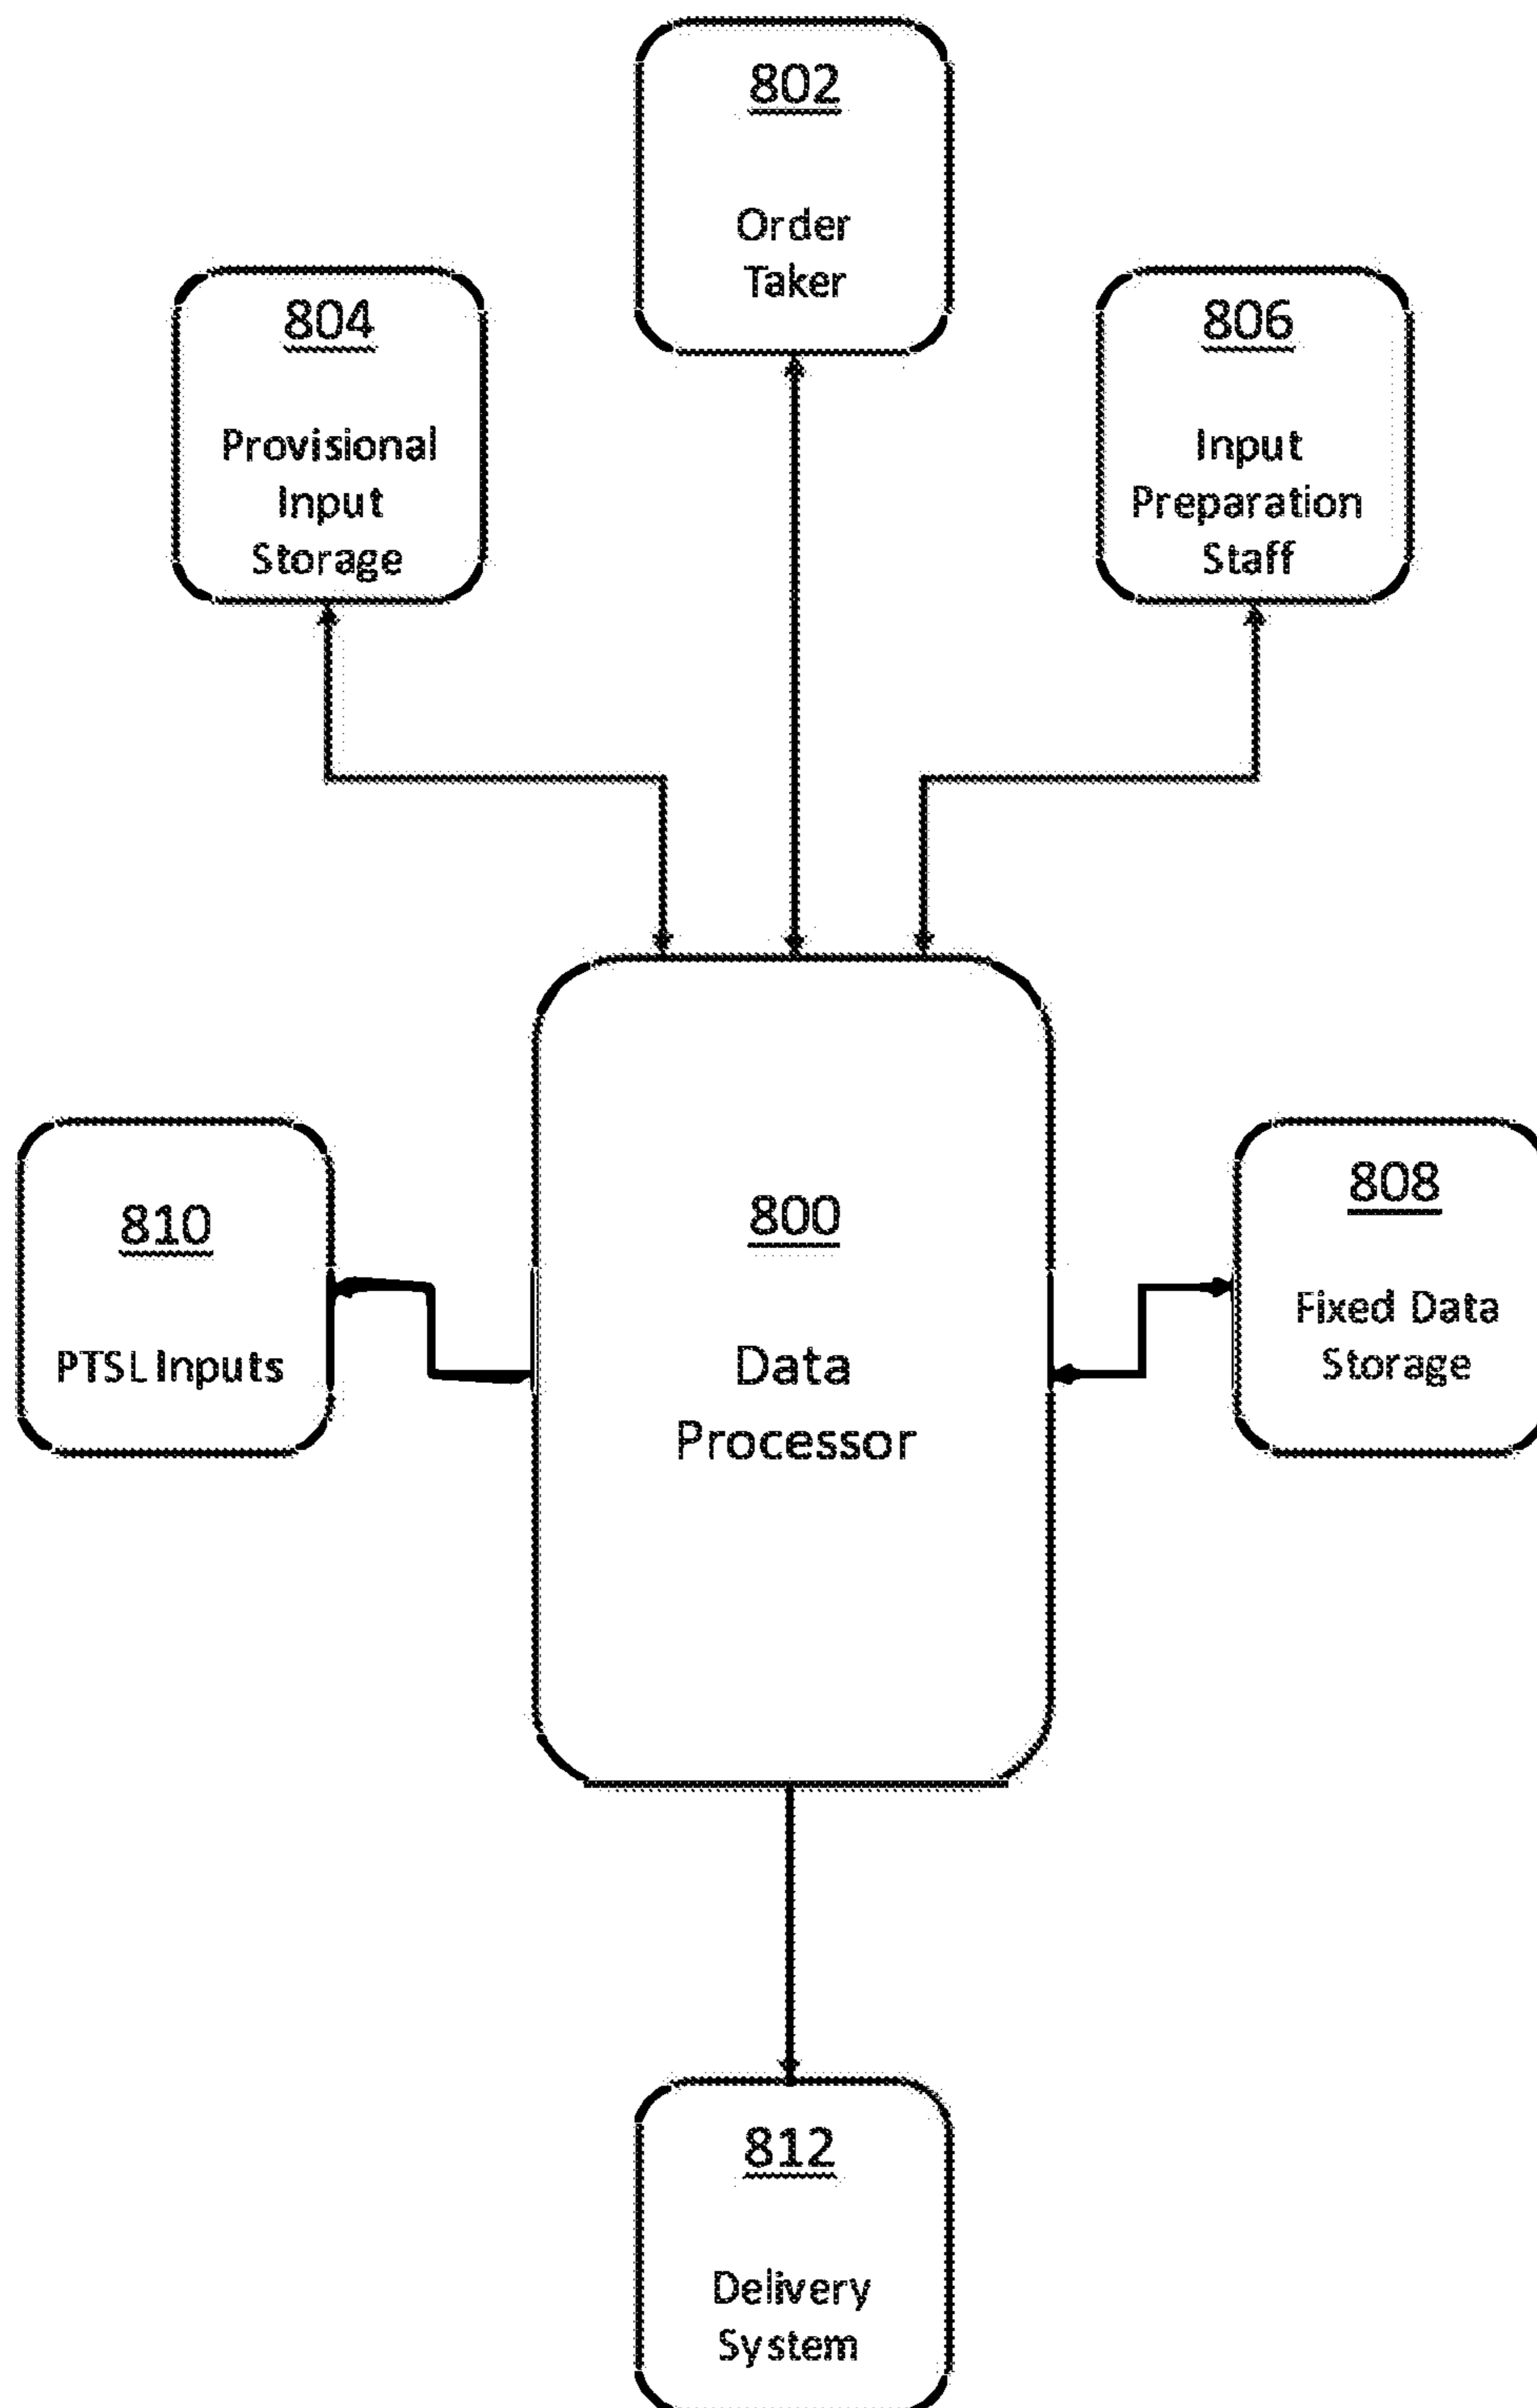 802
Order
Taker
804
Provisional
Input
Storage
806
Input
Preparation
Staff
810
PTSL Inputs
800
Data
Processor
808
Fixed Data
Storage
812
Delivery
System